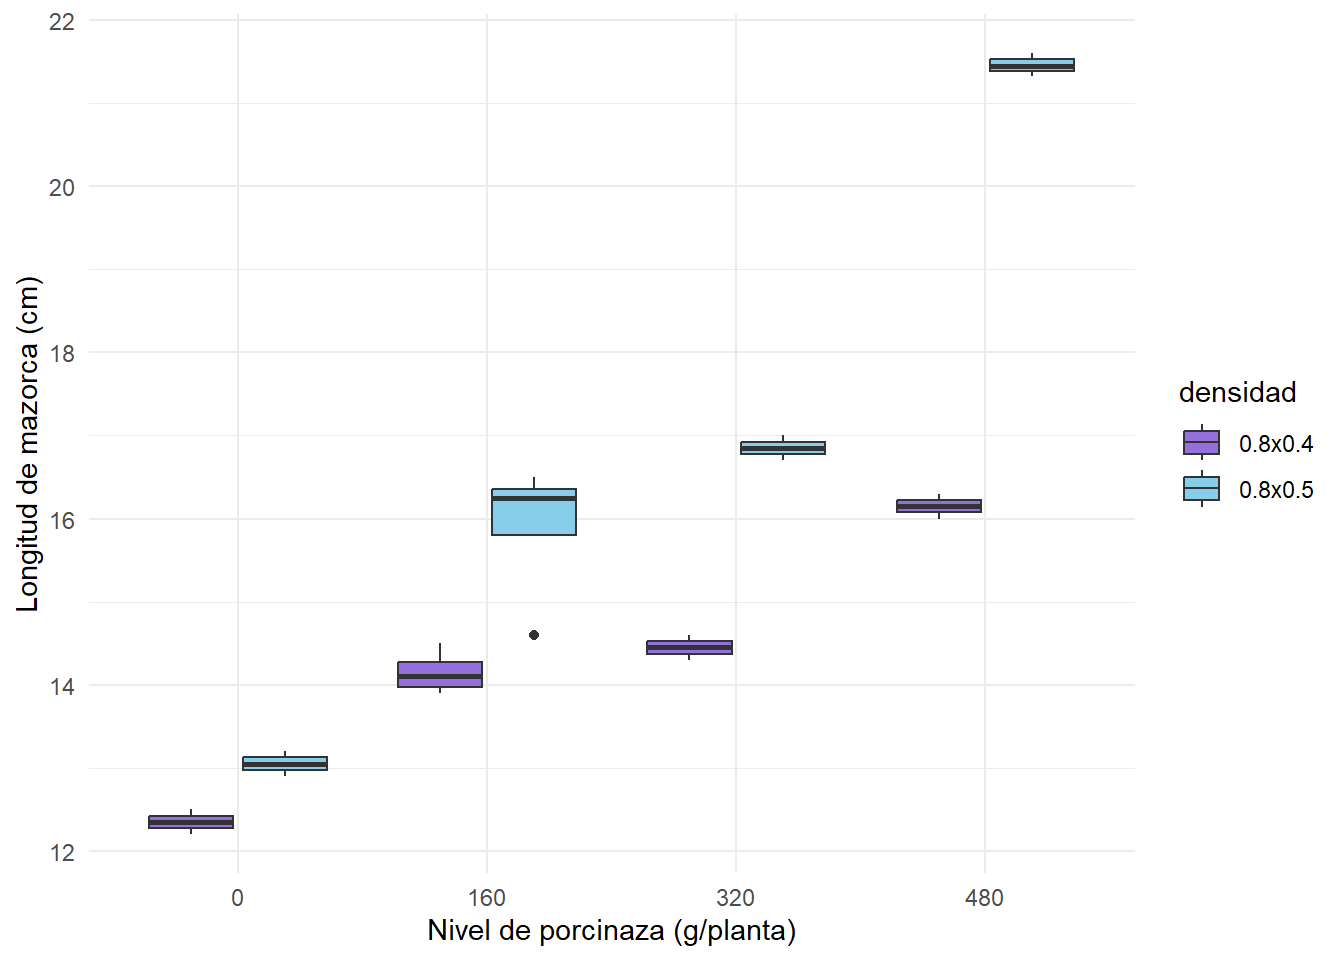 22
20
18
16
14
12
Longitud de mazorca (cm)
0 160 320 480
Nivel de porcinaza (g/planta)
densidad
0.8x0.4
0.8x0.5